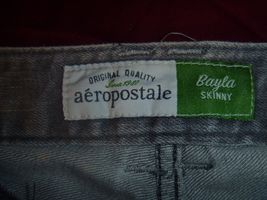 ORIGINAL QUALITY
Since 1987
aéropostale
Bayla
SKINNY